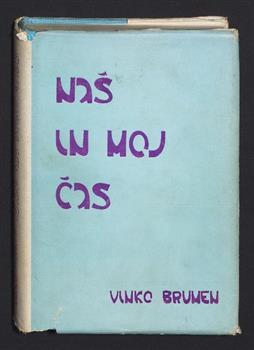 NAŠ
IN MOJ
ČAS
VINKO BRUMEN